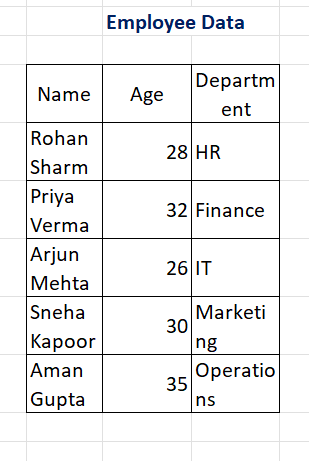 Employee Data
Name Age Departm
ent
Rohan
Sharm 28 HR
Priya
Verma 32 Finance
Arjun
Mehta 26 IT
Sneha
Kapoor 30 Marketi
ng
Aman
Gupta 35 Operatio
ns